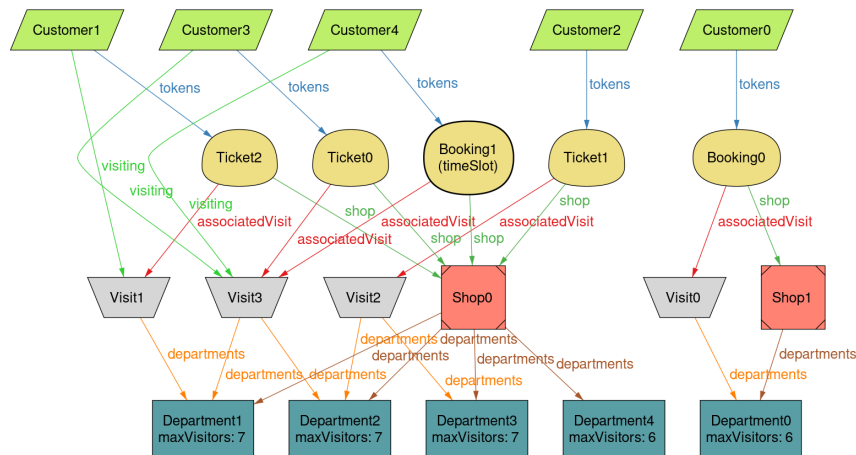 Customer1
Customer3
Customer4
Customer2
Customer0
tokens
tokens
tokens
tokens
tokens
Ticket2
Ticket0
Booking1
(timeSlot)
Ticket1
Booking0
visiting
visiting
visiting
shop
shop
shop
shop
shop
associatedVisit
associatedVisit
associatedVisit
associatedVisit
associatedVisit
Visit1
Visit3
Visit2
Shop0
Visit0
Shop1
departments
departments
departments
departments
departments
departments
departments
departments
departments
departments
departments
Department1
maxVisitors: 7
Department2
maxVisitors: 7
Department3
maxVisitors: 7
Department4
maxVisitors: 6
Department0
maxVisitors: 6